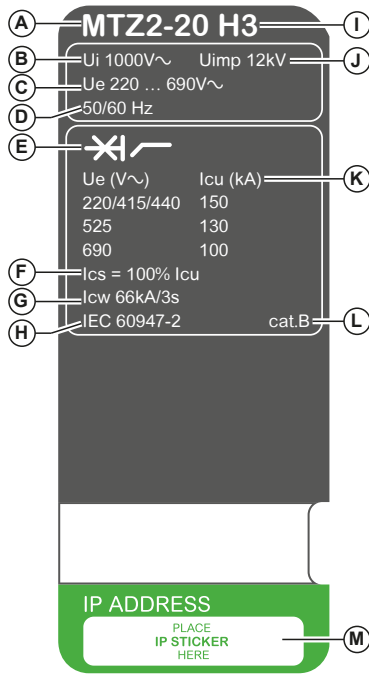 A MTZ2-20 H3 I
B Ui 1000V∿ Uimp 12kV J
C Ue 220 ... 690V∿
D 50/60 Hz
E
Ue (V∿) Icu (kA) K
220/415/440 150
525 130
690 100
F Ics = 100% Icu
G Icw 66kA/3s
H IEC 60947-2 cat.B L
IP ADDRESS
PLACE
IP STICKER M
HERE